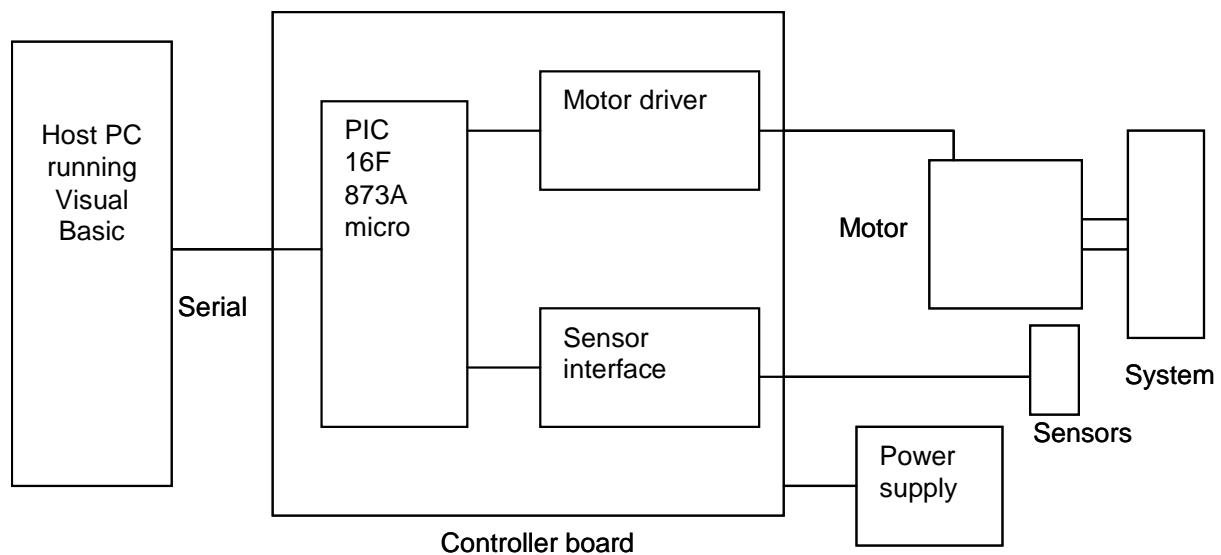 Host PC
running
Visual
Basic
Serial
PIC
16F
873A
micro
Motor driver
Sensor
interface
Controller board
Motor
System
Sensors
Power
supply